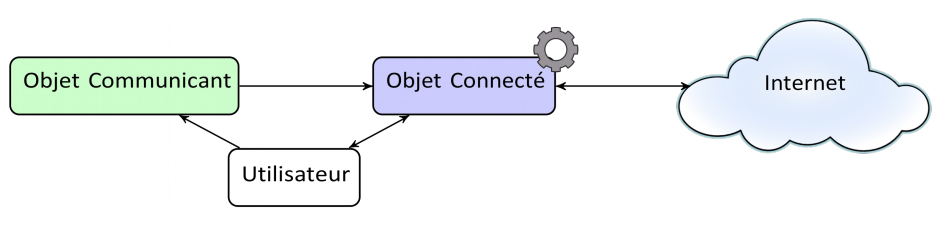 Objet Communicant
Objet Connecté
Internet
Utilisateur